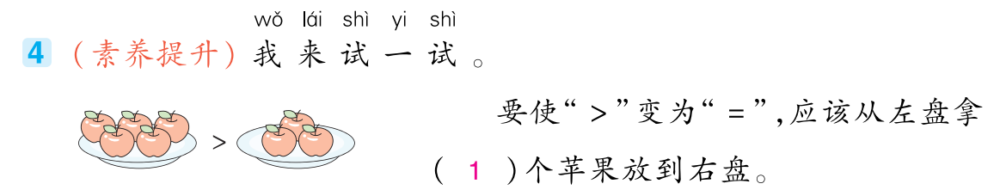 wǒ lái shì yi shì
4 (素养提升) 我来试一试。
>
要使“>”变为“=”,应该从左盘拿
( 1 )个苹果放到右盘。